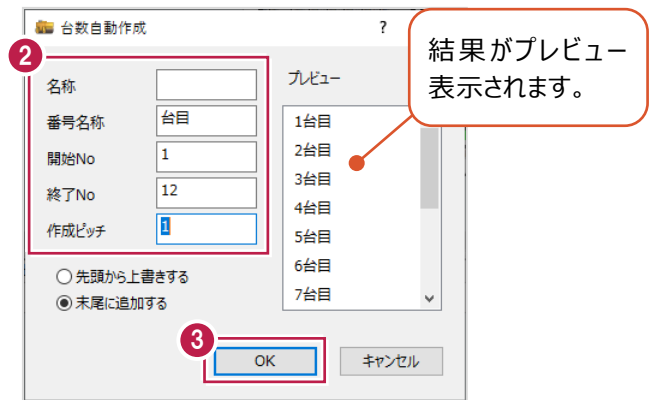 台数自動作成
?
2
名称
番号名称
台目
開始No
1
終了No
12
作成ピッチ
1
先頭から上書きする
末尾に追加する
プレビュー
1台目
2台目
3台目
4台目
5台目
6台目
7台目
結果がプレビュー
表示されます。
3
OK
キャンセル